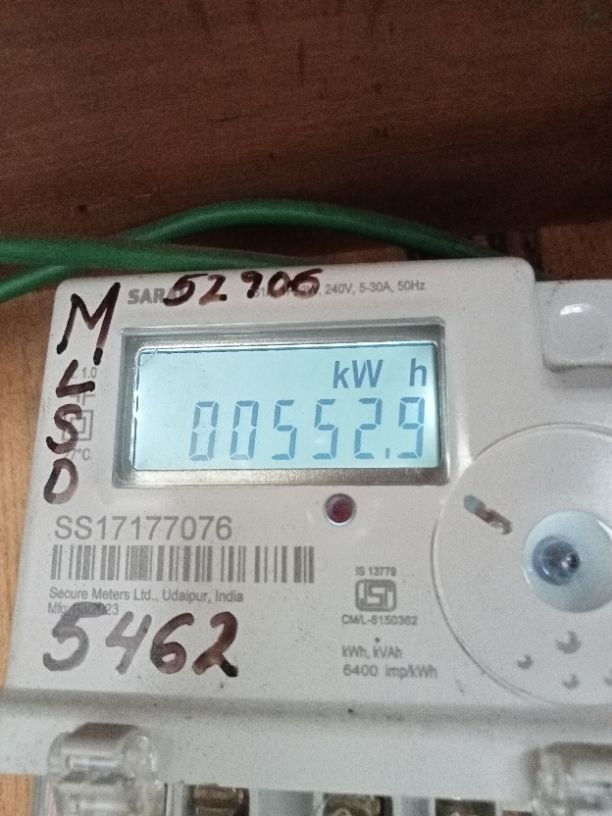 52906
240V, 5-30A, 50Hz
M
L
S
D
kW h
00552.9
SS17177076
Secure Meters Ltd., Udaipur, India
5462
IS 13779
ISI
CM/L-8150362
kWh, kVAh
6400 imp/kWh